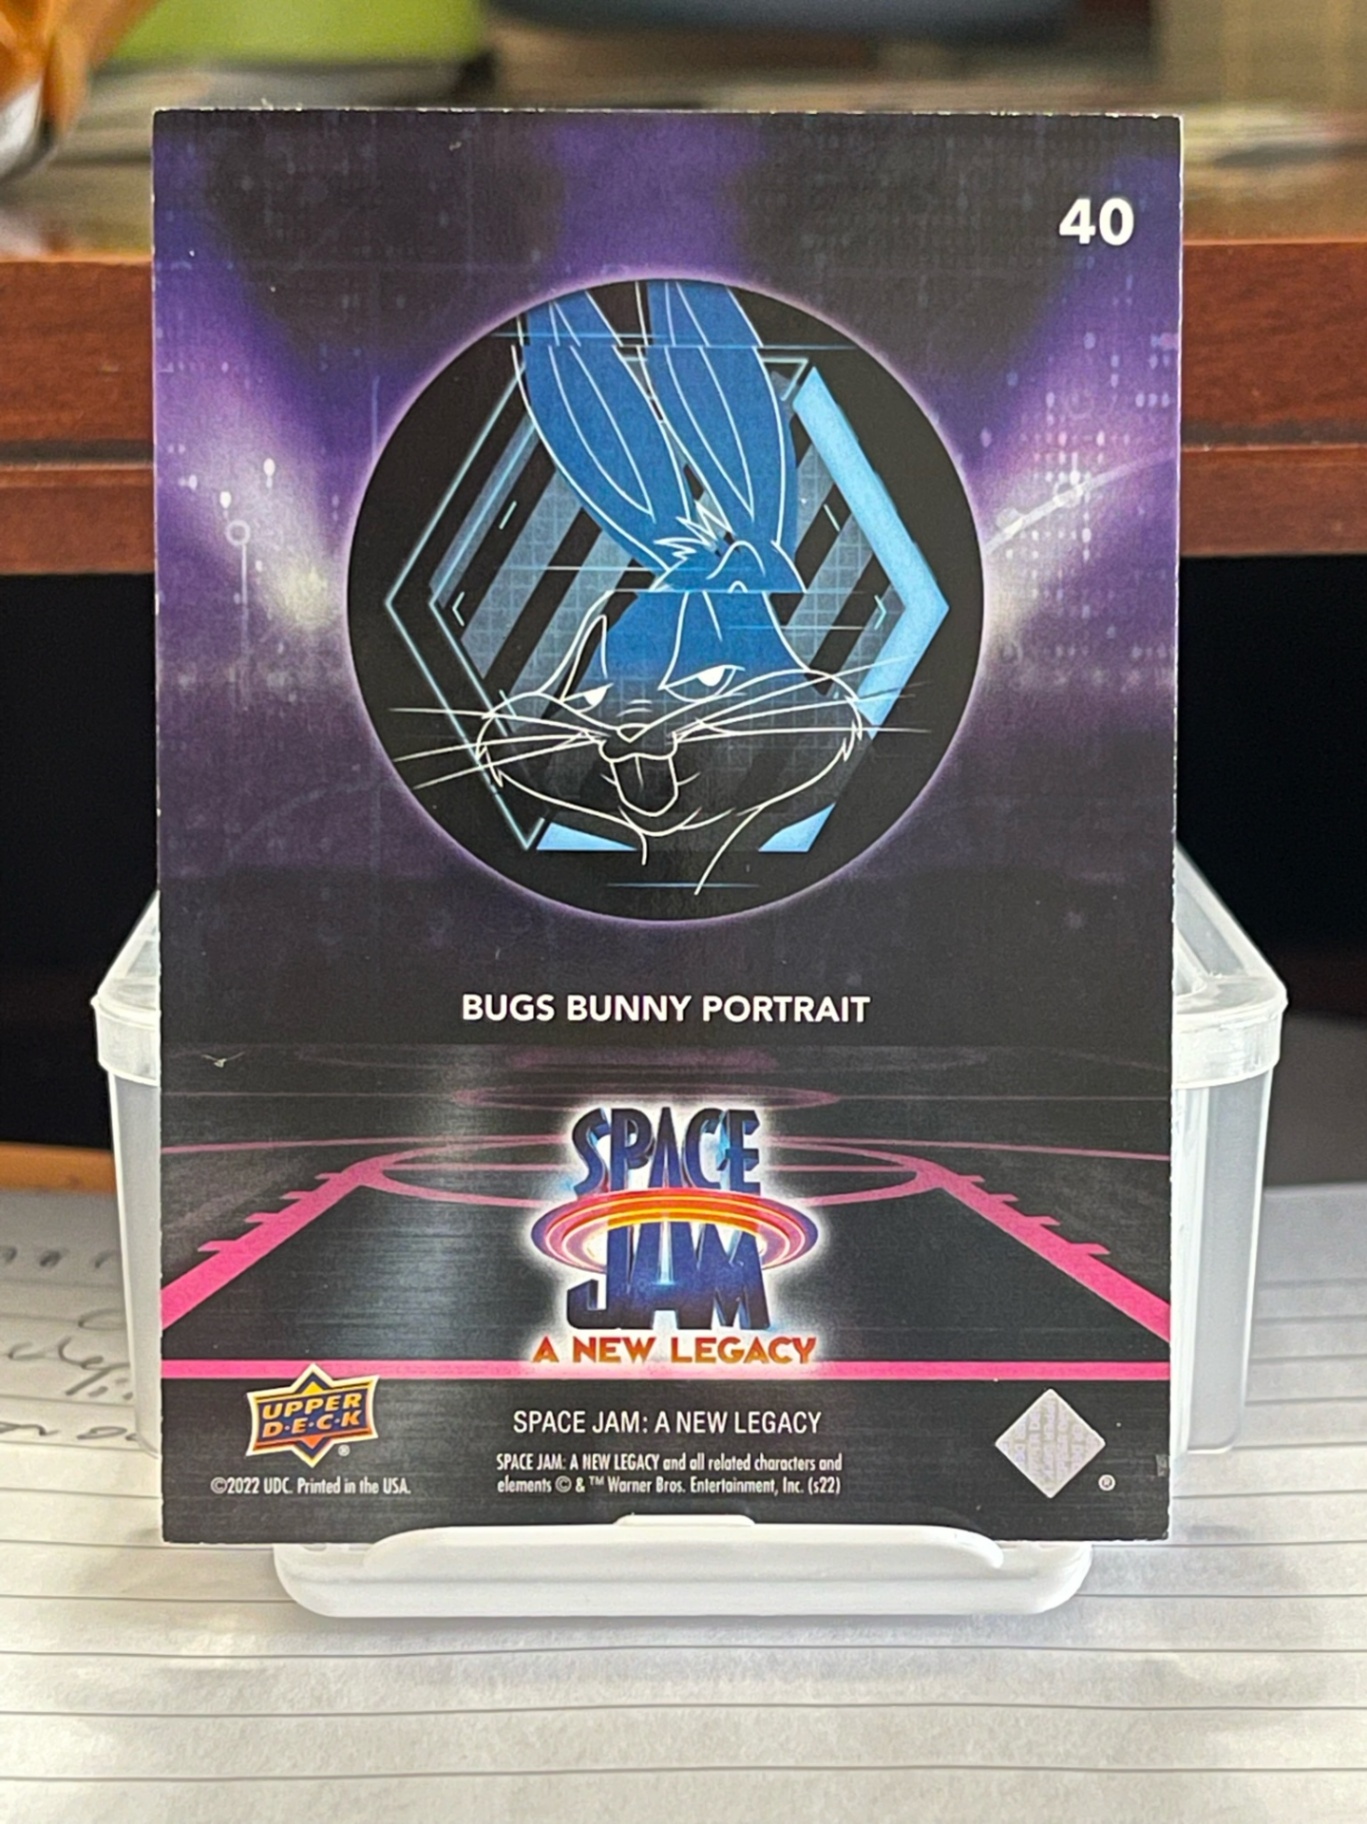 40
BUGS BUNNY PORTRAIT
SPACE
JAM
A NEW LEGACY
UPPER
D·E·C·K
®
SPACE JAM: A NEW LEGACY
SPACE JAM: A NEW LEGACY and all related characters and
elements © & ™ Warner Bros. Entertainment, Inc. (s22)
©2022 UDC. Printed in the USA.
®